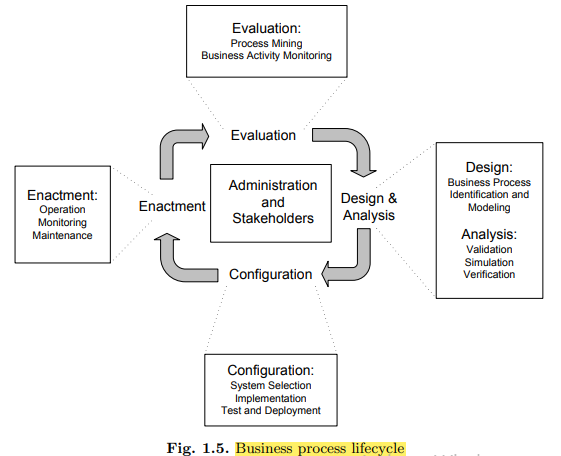 Evaluation:
Process Mining
Business Activity Monitoring
Evaluation
Enactment:
Operation
Monitoring
Maintenance
Enactment
Administration
and
Stakeholders
Design &
Analysis
Design:
Business Process
Identification and
Modeling
Analysis:
Validation
Simulation
Verification
Configuration
Configuration:
System Selection
Implementation
Test and Deployment
Fig. 1.5. Business process lifecycle